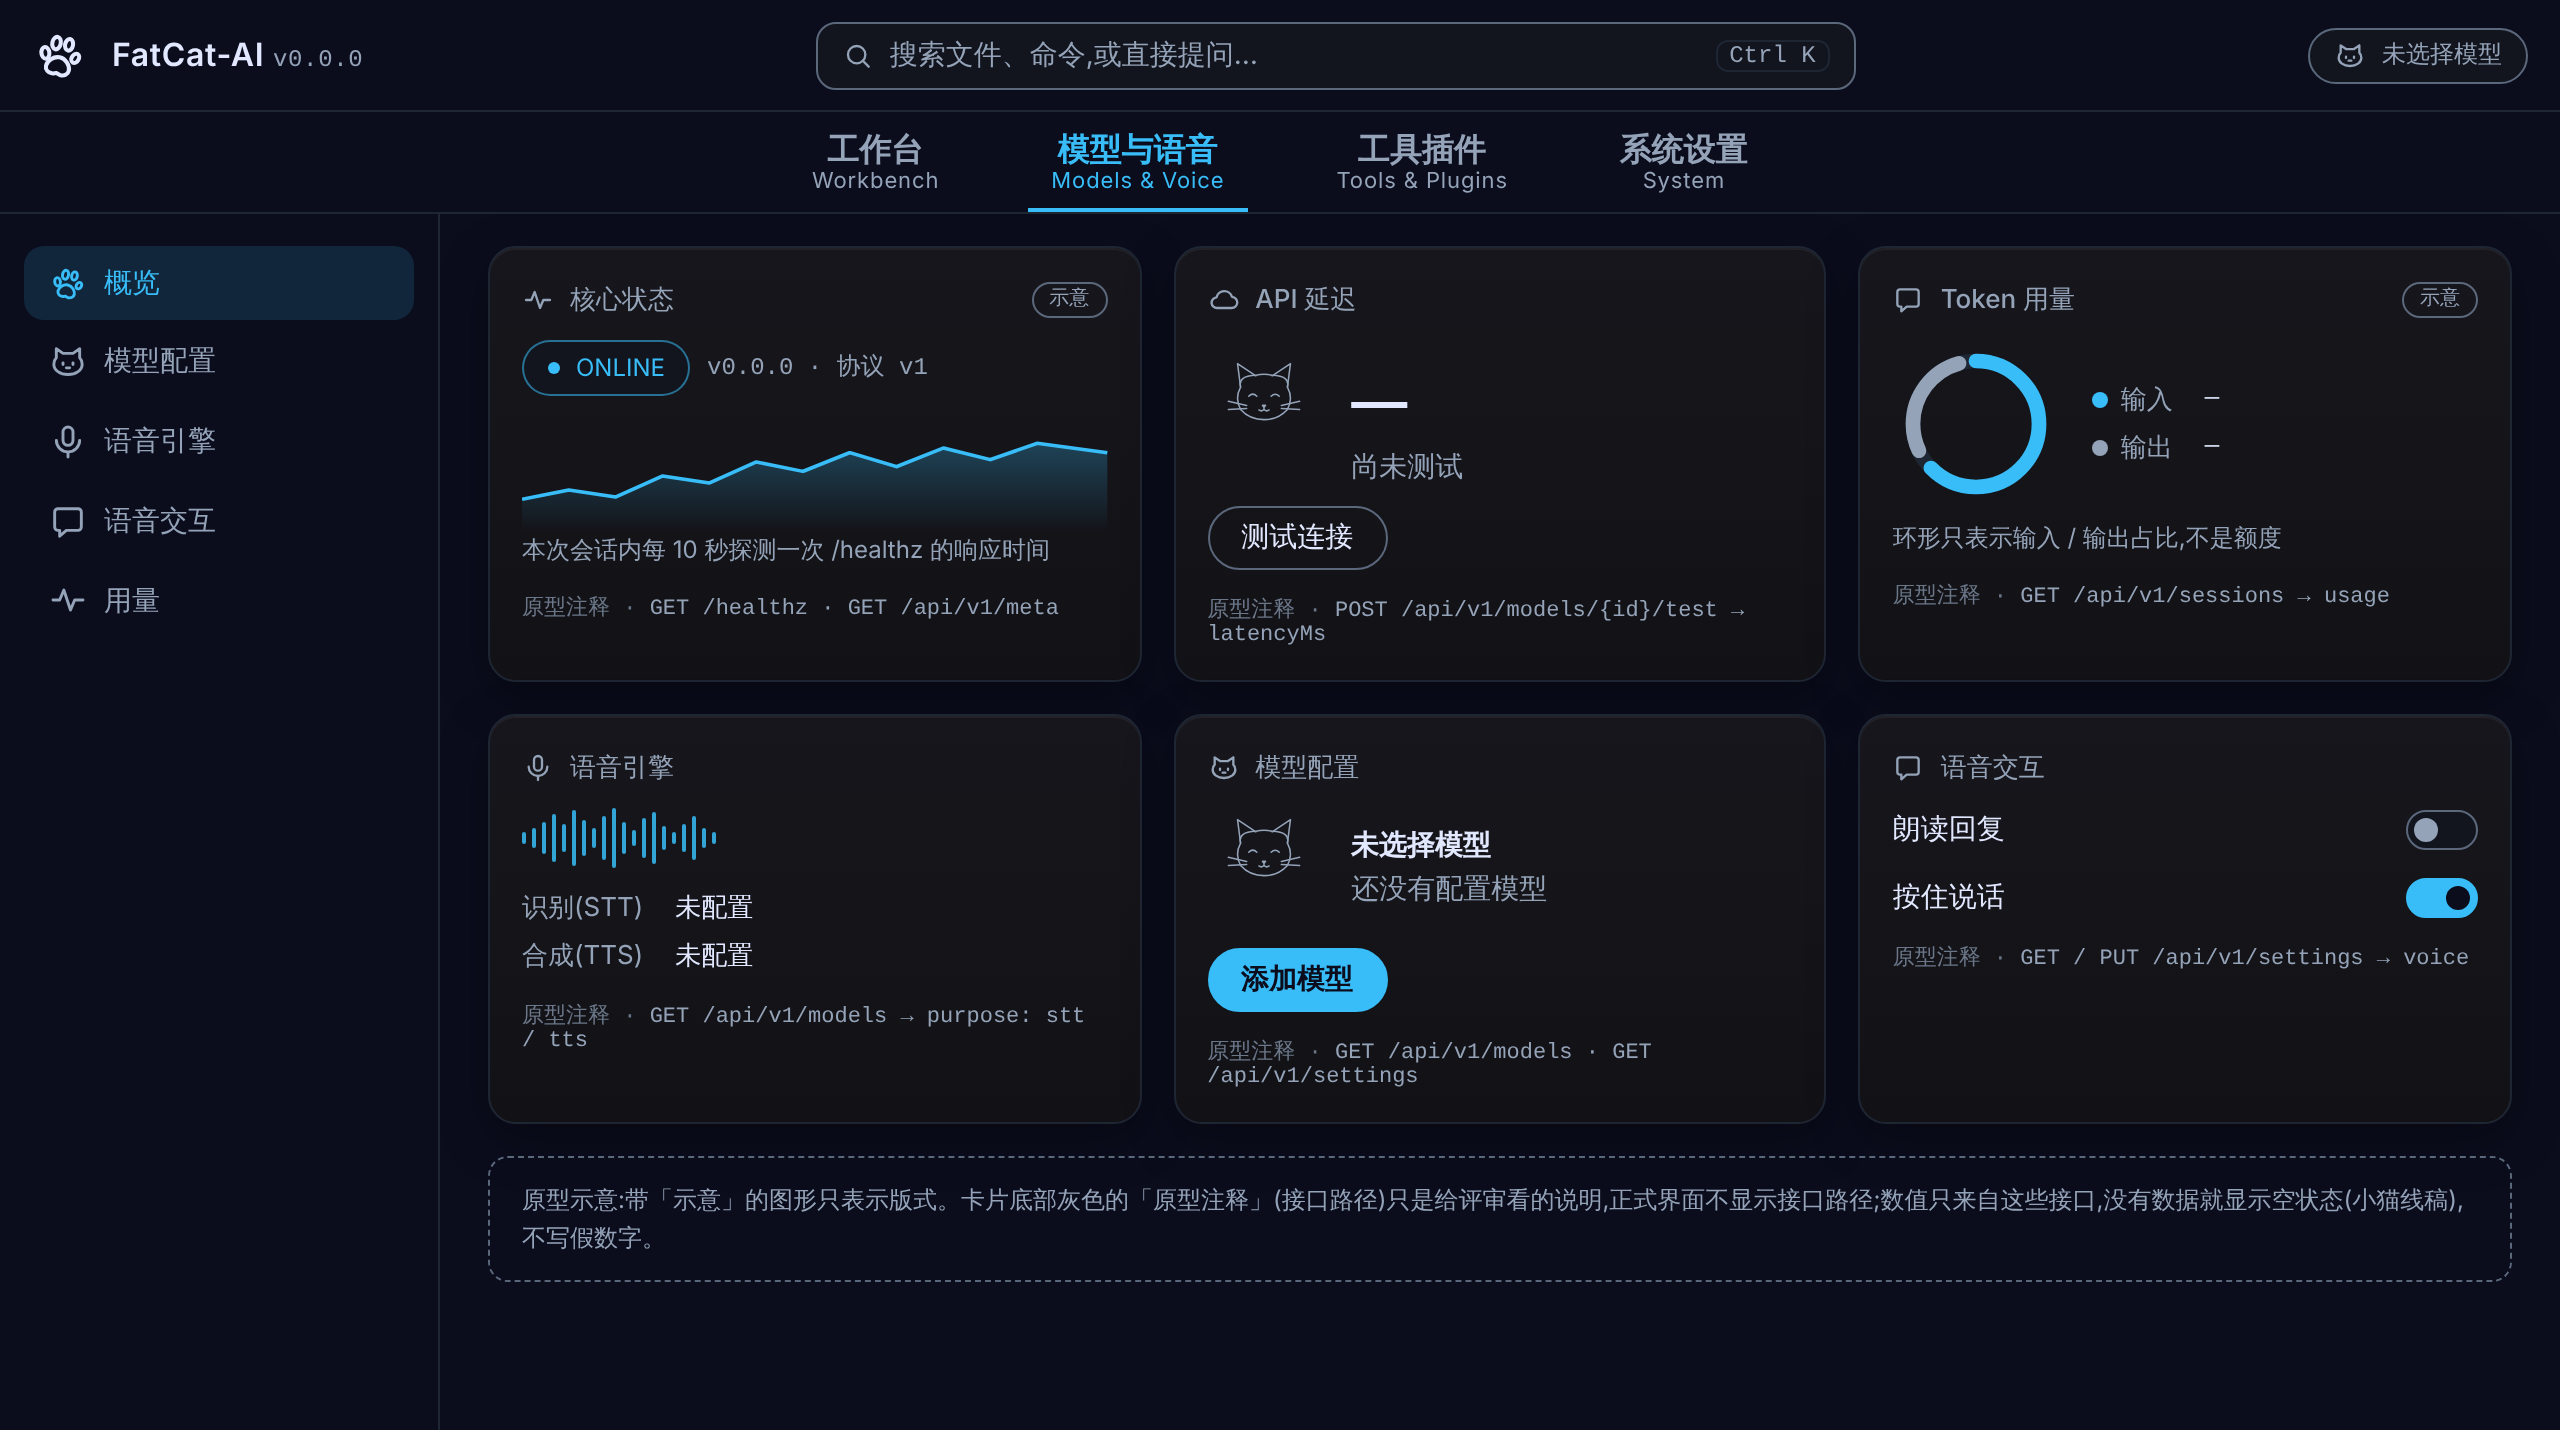 FatCat-AI v0.0.0
搜索文件、命令,或直接提问...
Ctrl K
未选择模型
工作台
Workbench
模型与语音
Models & Voice
工具插件
Tools & Plugins
系统设置
System
概览
模型配置
语音引擎
语音交互
用量
核心状态
示意
ONLINE
v0.0.0 · 协议 v1
本次会话内每 10 秒探测一次 /healthz 的响应时间
原型注释 · GET /healthz · GET /api/v1/meta
API 延迟
—
尚未测试
测试连接
原型注释 · POST /api/v1/models/{id}/test →
latencyMs
Token 用量
示意
输入 –
输出 –
环形只表示输入 / 输出占比,不是额度
原型注释 · GET /api/v1/sessions → usage
语音引擎
识别(STT) 未配置
合成(TTS) 未配置
原型注释 · GET /api/v1/models → purpose: stt
/ tts
模型配置
未选择模型
还没有配置模型
添加模型
原型注释 · GET /api/v1/models · GET
/api/v1/settings
语音交互
朗读回复
按住说话
原型注释 · GET / PUT /api/v1/settings → voice
原型示意:带「示意」的图形只表示版式。卡片底部灰色的「原型注释」(接口路径)只是给评审看的说明,正式界面不显示接口路径;数值只来自这些接口,没有数据就显示空状态(小猫线稿),
不写假数字。